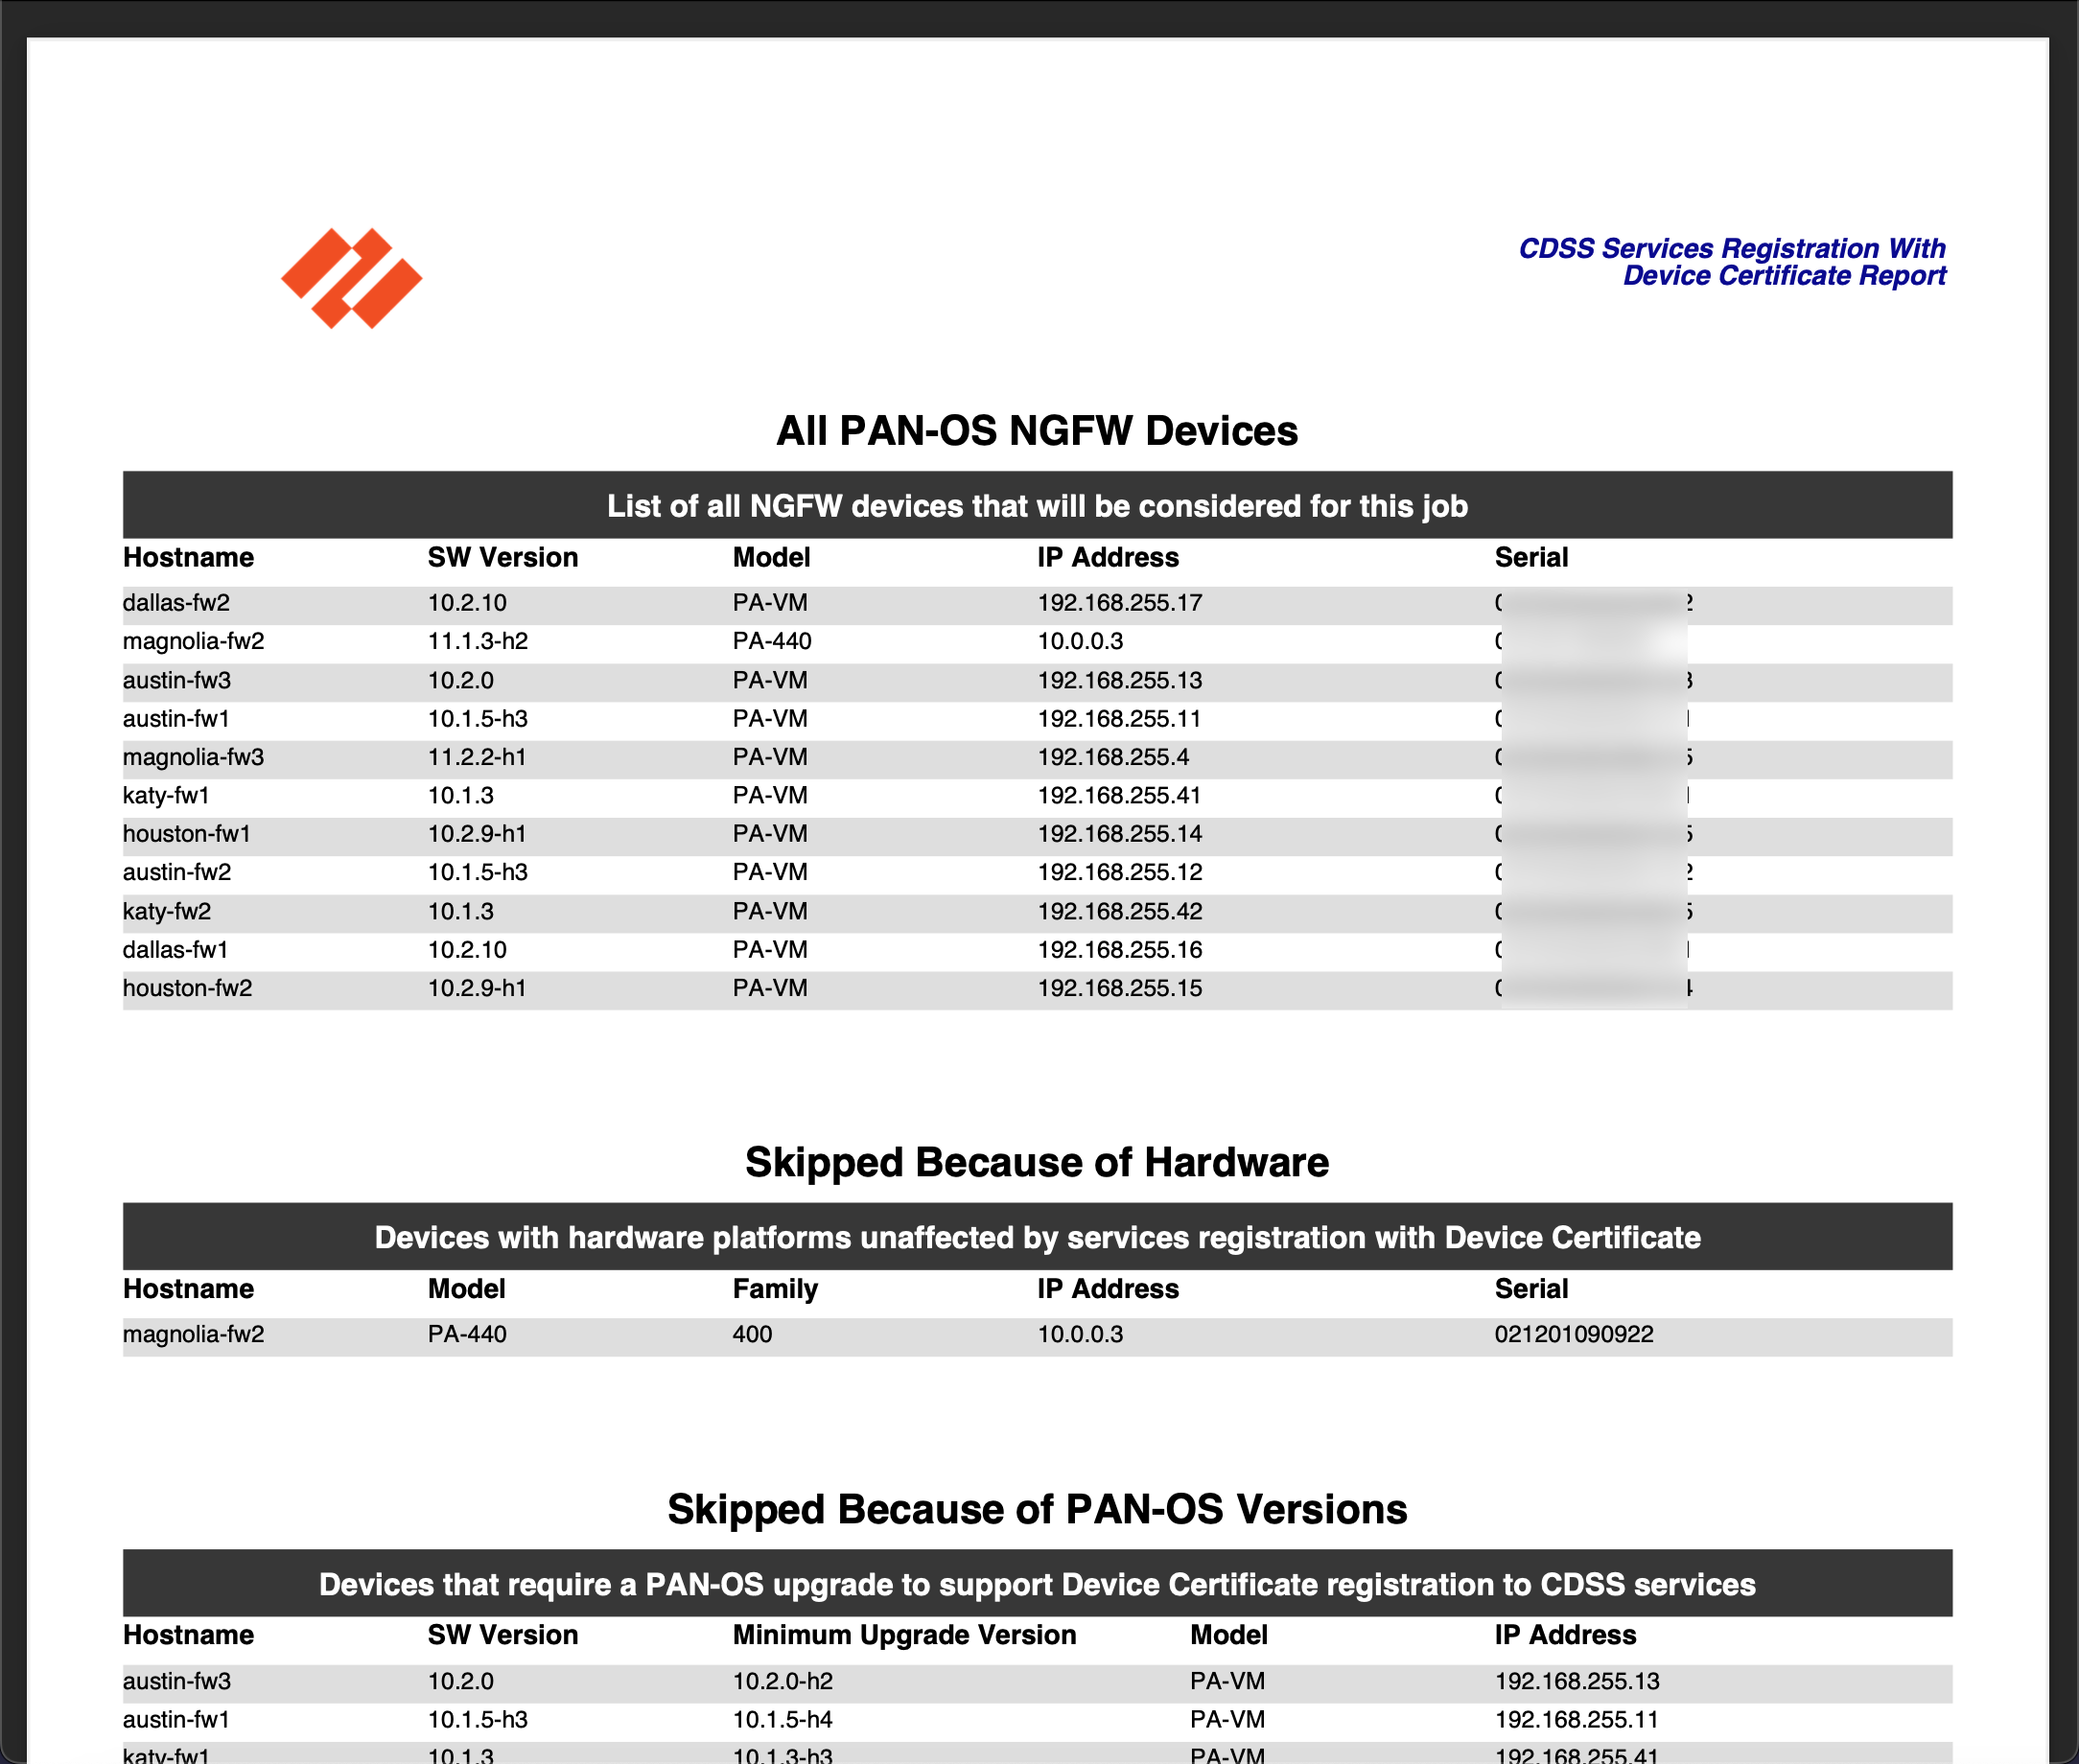 CDSS Services Registration With
Device Certificate Report
All PAN-OS NGFW Devices
List of all NGFW devices that will be considered for this job
Hostname SW Version Model IP Address Serial
dallas-fw2 10.2.10 PA-VM 192.168.255.17
magnolia-fw2 11.1.3-h2 PA-440 10.0.0.3
austin-fw3 10.2.0 PA-VM 192.168.255.13
austin-fw1 10.1.5-h3 PA-VM 192.168.255.11
magnolia-fw3 11.2.2-h1 PA-VM 192.168.255.4
katy-fw1 10.1.3 PA-VM 192.168.255.41
houston-fw1 10.2.9-h1 PA-VM 192.168.255.14
austin-fw2 10.1.5-h3 PA-VM 192.168.255.12
katy-fw2 10.1.3 PA-VM 192.168.255.42
dallas-fw1 10.2.10 PA-VM 192.168.255.16
houston-fw2 10.2.9-h1 PA-VM 192.168.255.15
Skipped Because of Hardware
Devices with hardware platforms unaffected by services registration with Device Certificate
Hostname Model Family IP Address Serial
magnolia-fw2 PA-440 400 10.0.0.3 021201090922
Skipped Because of PAN-OS Versions
Devices that require a PAN-OS upgrade to support Device Certificate registration to CDSS services
Hostname SW Version Minimum Upgrade Version Model IP Address
austin-fw3 10.2.0 10.2.0-h2 PA-VM 192.168.255.13
austin-fw1 10.1.5-h3 10.1.5-h4 PA-VM 192.168.255.11
katy-fw1 10.1.3 10.1.3-h3 PA-VM 192.168.255.41